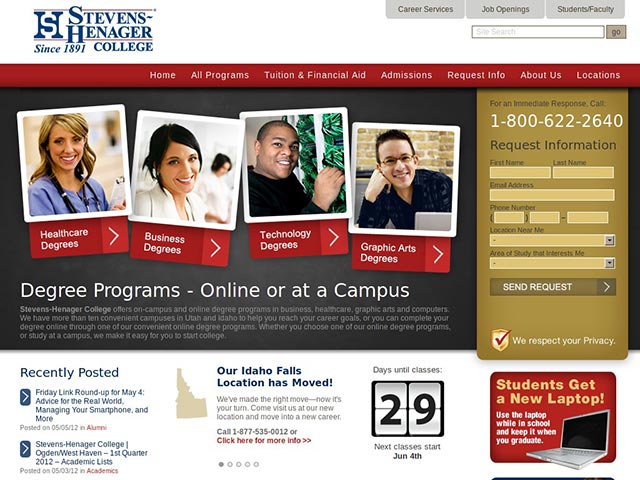 Career Services
Job Openings
Students/Faculty
STEVENS-
HENAGER
Since 1891 COLLEGE
Site Search
go
Home
All Programs
Tuition & Financial Aid
Admissions
Request Info
About Us
Locations
For an Immediate Response, Call:
1-800-622-2640
Request Information
First Name
Last Name
Email Address
Phone Number
( ) –
Location Near Me
-
Area of Study that Interests Me
-
SEND REQUEST
We respect your Privacy.
Healthcare
Degrees
Business
Degrees
Technology
Degrees
Graphic Arts
Degrees
Degree Programs - Online or at a Campus
Stevens-Henager College offers on-campus and online degree programs in business, healthcare, graphic arts and computers.
We have more than ten convenient campuses in Utah and Idaho to help you reach your career goals, or you can complete your
degree online through one of our convenient online degree programs. Whether you choose one of our online degree programs,
or study at a campus, we make it easy for you to start college.
Recently Posted
Friday Link Round-up for May 4:
Advice for the Real World,
Managing Your Smartphone, and
More
Posted on 05/05/12 in Alumni
Stevens-Henager College |
Ogden/West Haven – 1st Quarter
2012 – Academic Lists
Posted on 05/03/12 in Academics
Our Idaho Falls
Location has Moved!
We've made the right move—now it's
your turn. Come visit us at our new
location and move into a new career.
Call 1-877-535-0012 or
Click here for more info >>
Days until classes:
29
Next classes start
Jun 4th
Students Get
a New Laptop!
Use the laptop
while in school
and keep it when
you graduate.